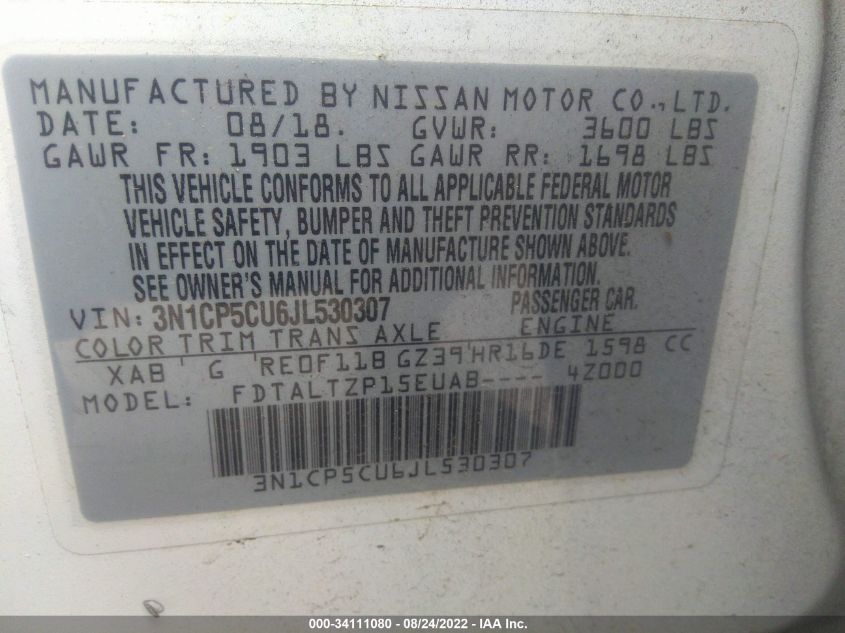 MANUFACTURED BY NISSAN MOTOR CO., LTD.
DATE: 08/18. GVWR: 3600 LBS
GAWR FR: 1903 LBS GAWR RR: 1698 LBS
THIS VEHICLE CONFORMS TO ALL APPLICABLE FEDERAL MOTOR
VEHICLE SAFETY, BUMPER AND THEFT PREVENTION STANDARDS
IN EFFECT ON THE DATE OF MANUFACTURE SHOWN ABOVE.
SEE OWNER'S MANUAL FOR ADDITIONAL INFORMATION.
VIN: 3N1CP5CU6JL530307 PASSENGER CAR.
COLOR TRIM TRANS AXLE ENGINE
XAB ' G 'RE0F11B GZ39'HR16DE 1598 CC
MODEL: FDTALTZP15EUAB---- 4Z000
3N1CP5CU6JL530307
000-34111080 - 08/24/2022 - IAA Inc.